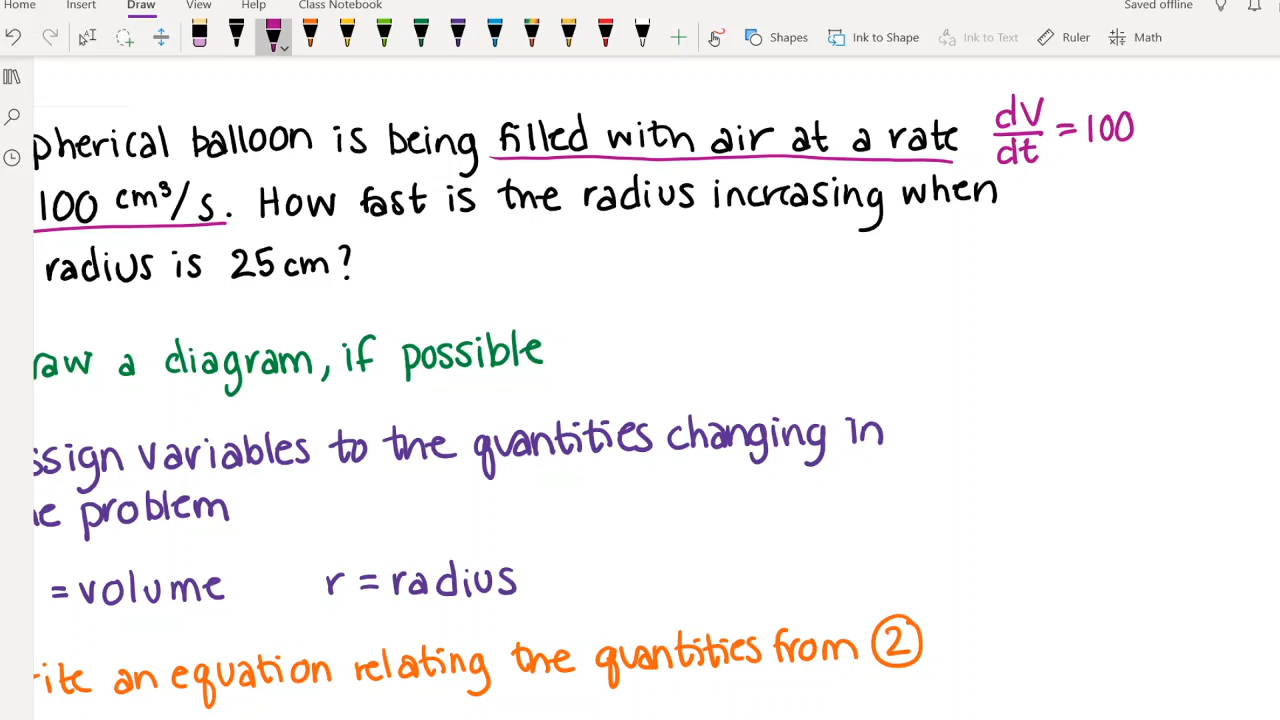 Home Insert Draw View Help Class Notebook Saved offline
Shapes Ink to Shape Ink to Text Ruler Math
pherical balloon is being filled with air at a rate dV/dt = 100
100 cm³/s. How fast is the radius increasing when
radius is 25 cm?
raw a diagram, if possible
ssign variables to the quantities changing in
e problem
= volume r = radius
rite an equation relating the quantities from ②